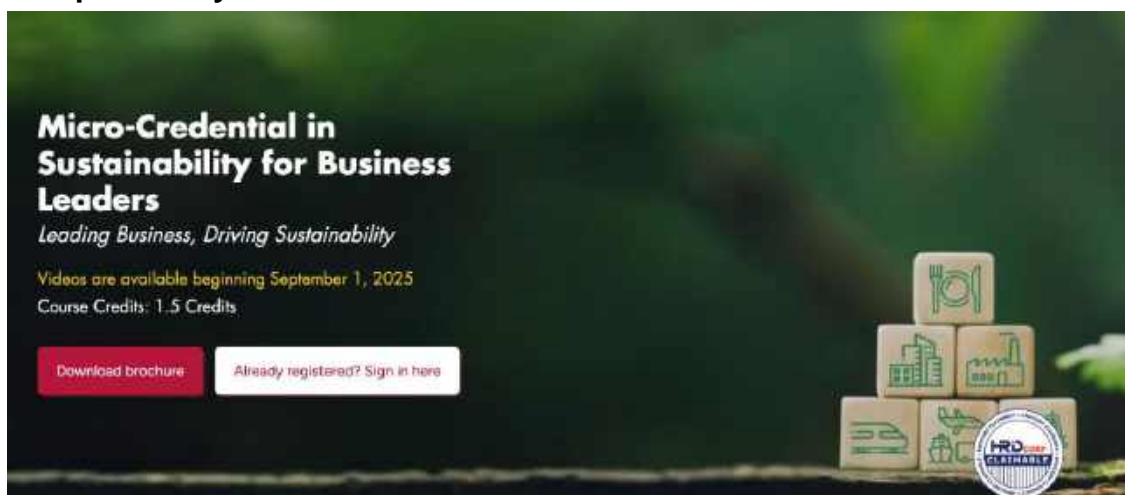 Micro-Credential in
Sustainability for Business
Leaders
Leading Business, Driving Sustainability
Videos are available beginning September 1, 2025
Course Credits: 1.5 Credits
Download brochure
Already registered? Sign in here
HRD CORP
CLAIMABLE